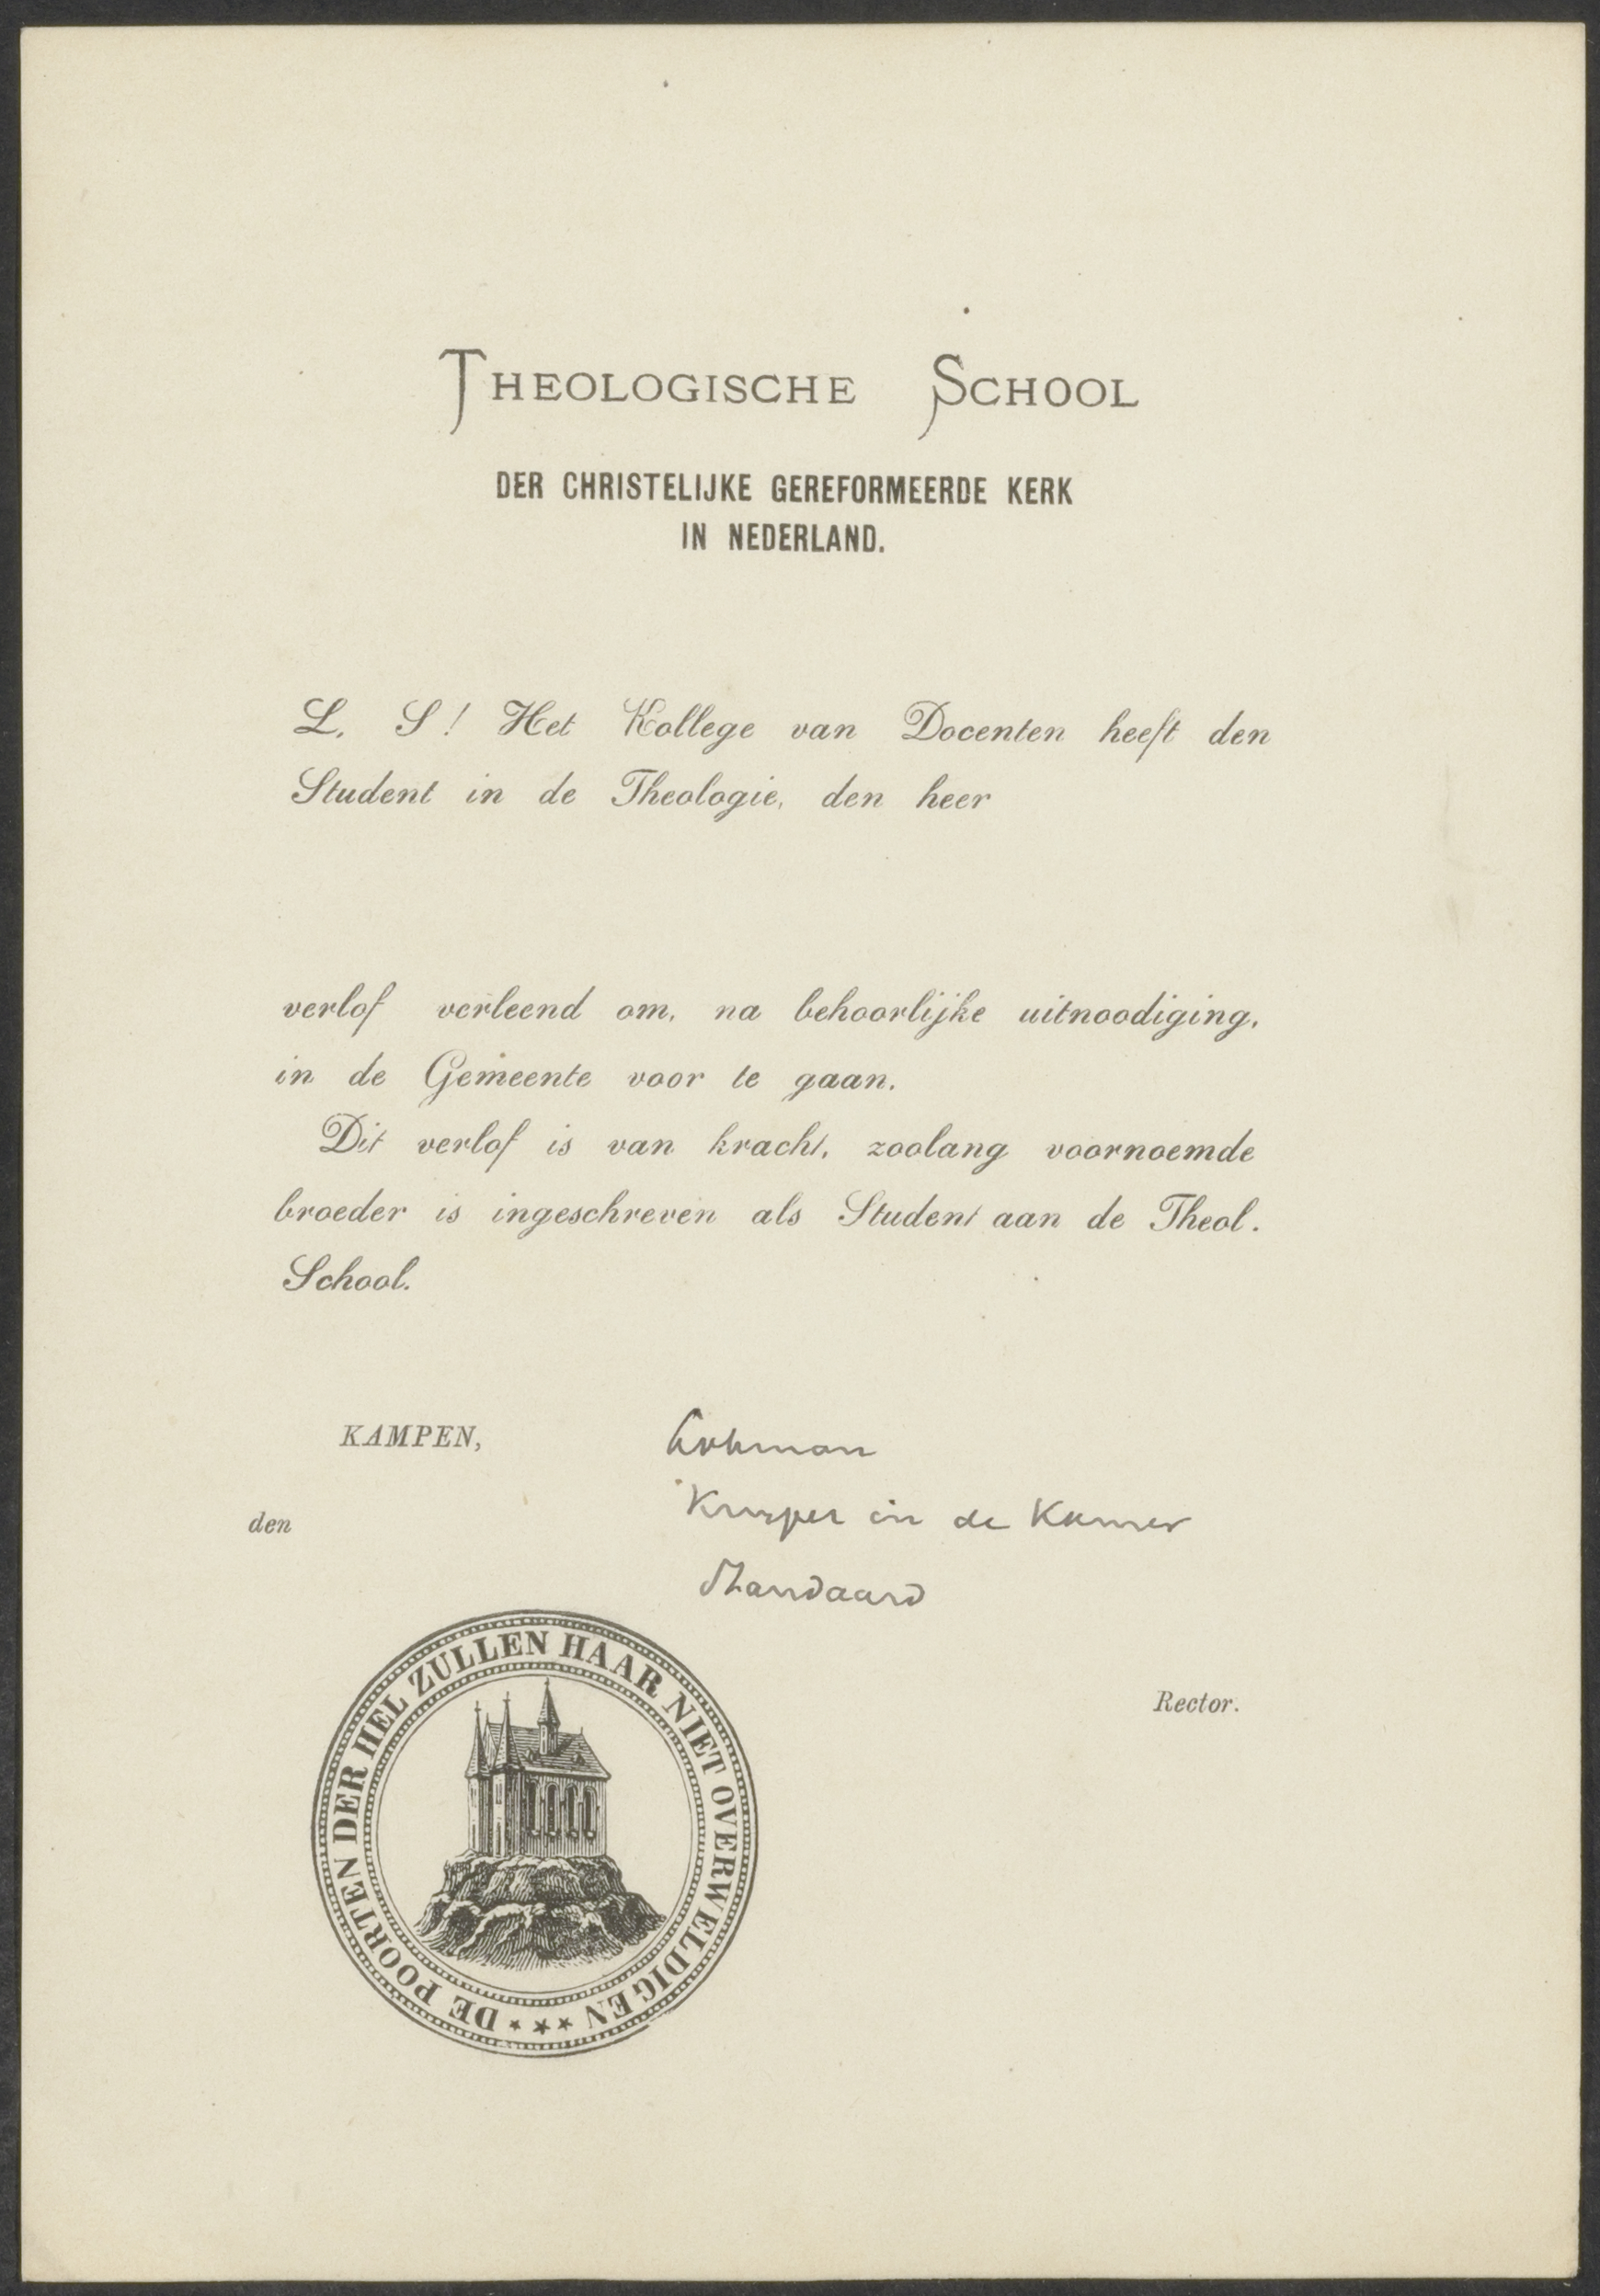 THEOLOGISCHE SCHOOL
DER CHRISTELIJKE GEREFORMEERDE KERK
IN NEDERLAND.
L. S! Het Kollege van Docenten heeft den
Student in de Theologie, den heer
verlof verleend om, na behoorlijke uitnoodiging,
in de Gemeente voor te gaan.
Dit verlof is van kracht, zoolang voornoemde
broeder is ingeschreven als Student aan de Theol.
School.
KAMPEN,
Lohman
Kuyper in de Kamer
den
Standaard
Rector.
DE POORTEN DER HEL ZULLEN HAAR NIET OVERWELDIGEN